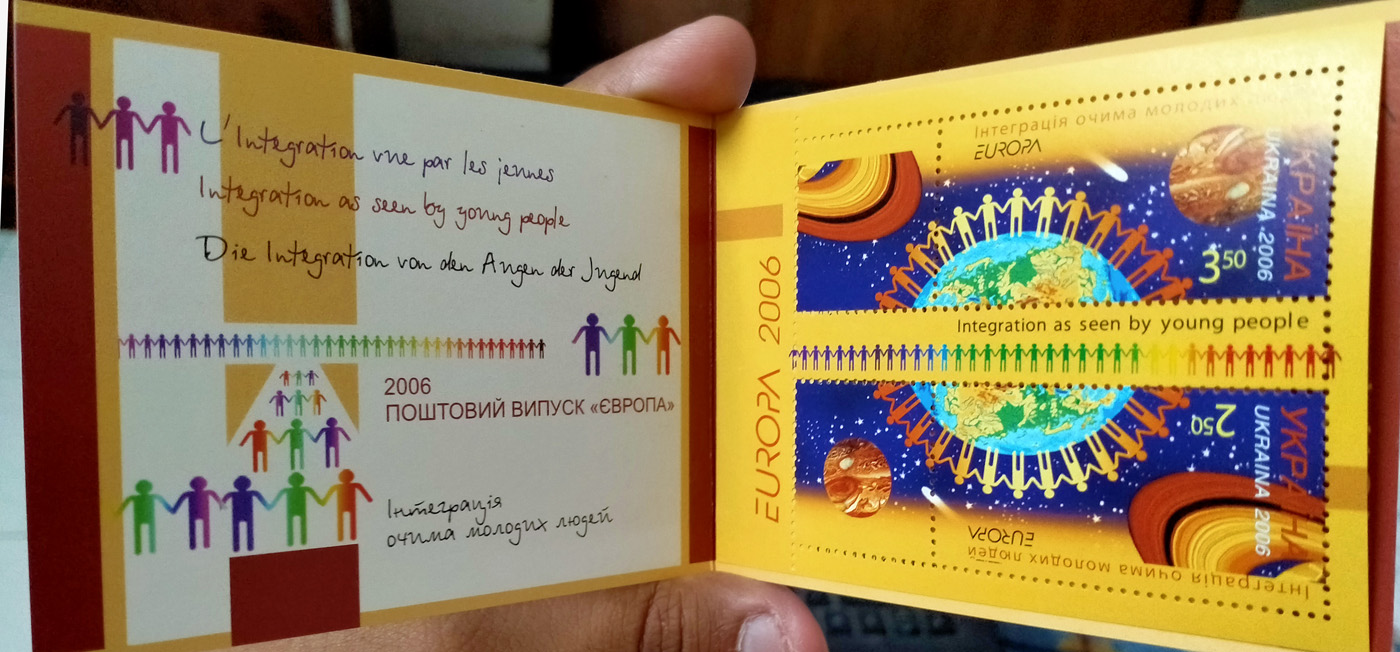 L'Integration vue par les jeunes
Integration as seen by young people
Die Integration von den Augen der Jugend
2006
ПОШТОВИЙ ВИПУСК «ЄВРОПА»
Інтеграція
очима молодих людей
EUROPA 2006
Інтеграція очима молодих
EUROPA
УКРАЇНА
UKRAINA 2006
3 50
Integration as seen by young people
2 50
УКРАЇНА
UKRAINA 2006
EUROPA
Інтеграція очима молодих людей